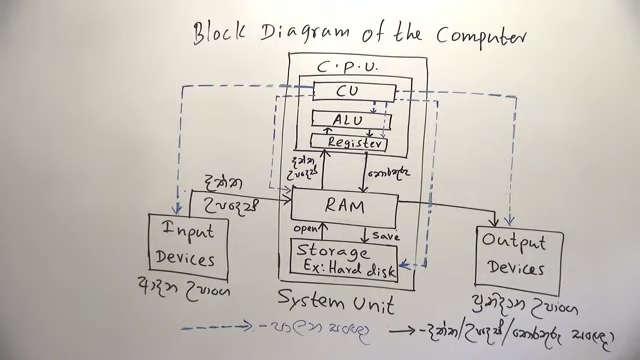 Block Diagram of the Computer
C.P.U.
CU
ALU
Register
දත්ත
උපදෙස්
තොරතුරු
දත්ත
උපදෙස්
RAM
open
save
Input
Devices
Storage
Ex: Hard disk
Output
Devices
ආදාන උපාංග
System Unit
ප්‍රතිදාන උපාංග
-පාලන සංඥා
-දත්ත/උපදෙස්/තොරතුරු සංඥා